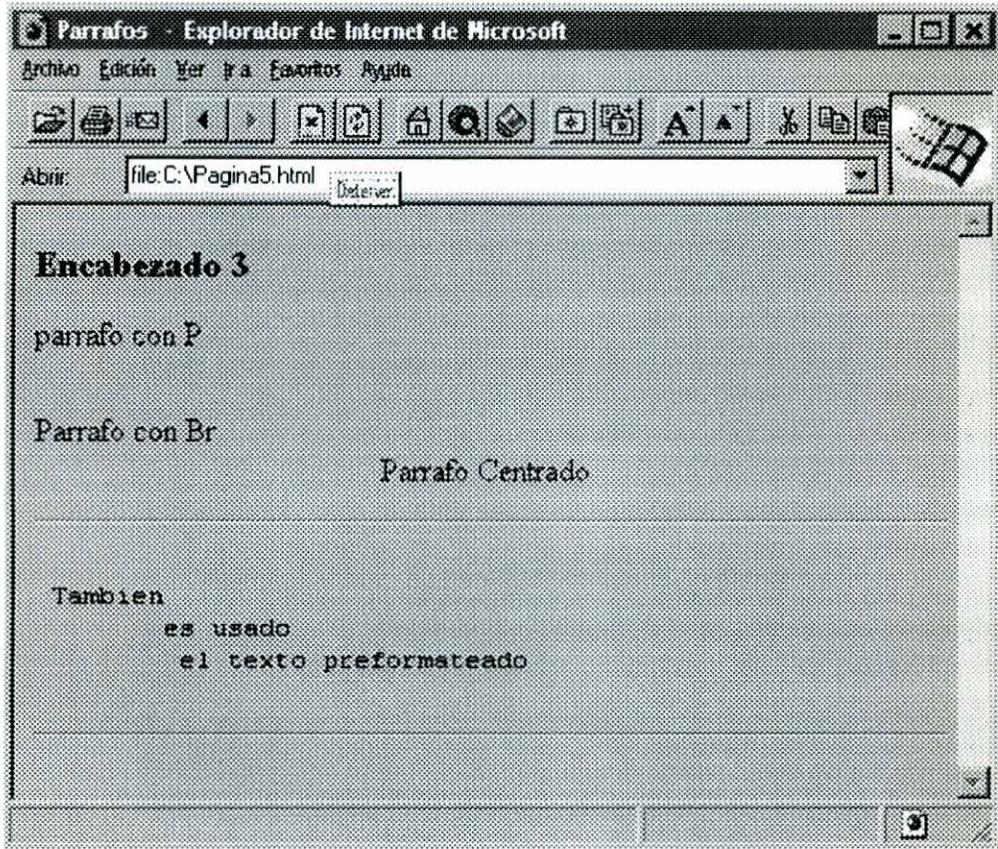 Parrafos - Explorador de Internet de Microsoft
Archivo Edición Ver Ir a Favoritos Ayuda
A A
Abrir: file:C:\Pagina5.html
Detener
Encabezado 3
parrafo con P
Parrafo con Br
Parrafo Centrado
Tambien
es usado
el texto preformateado